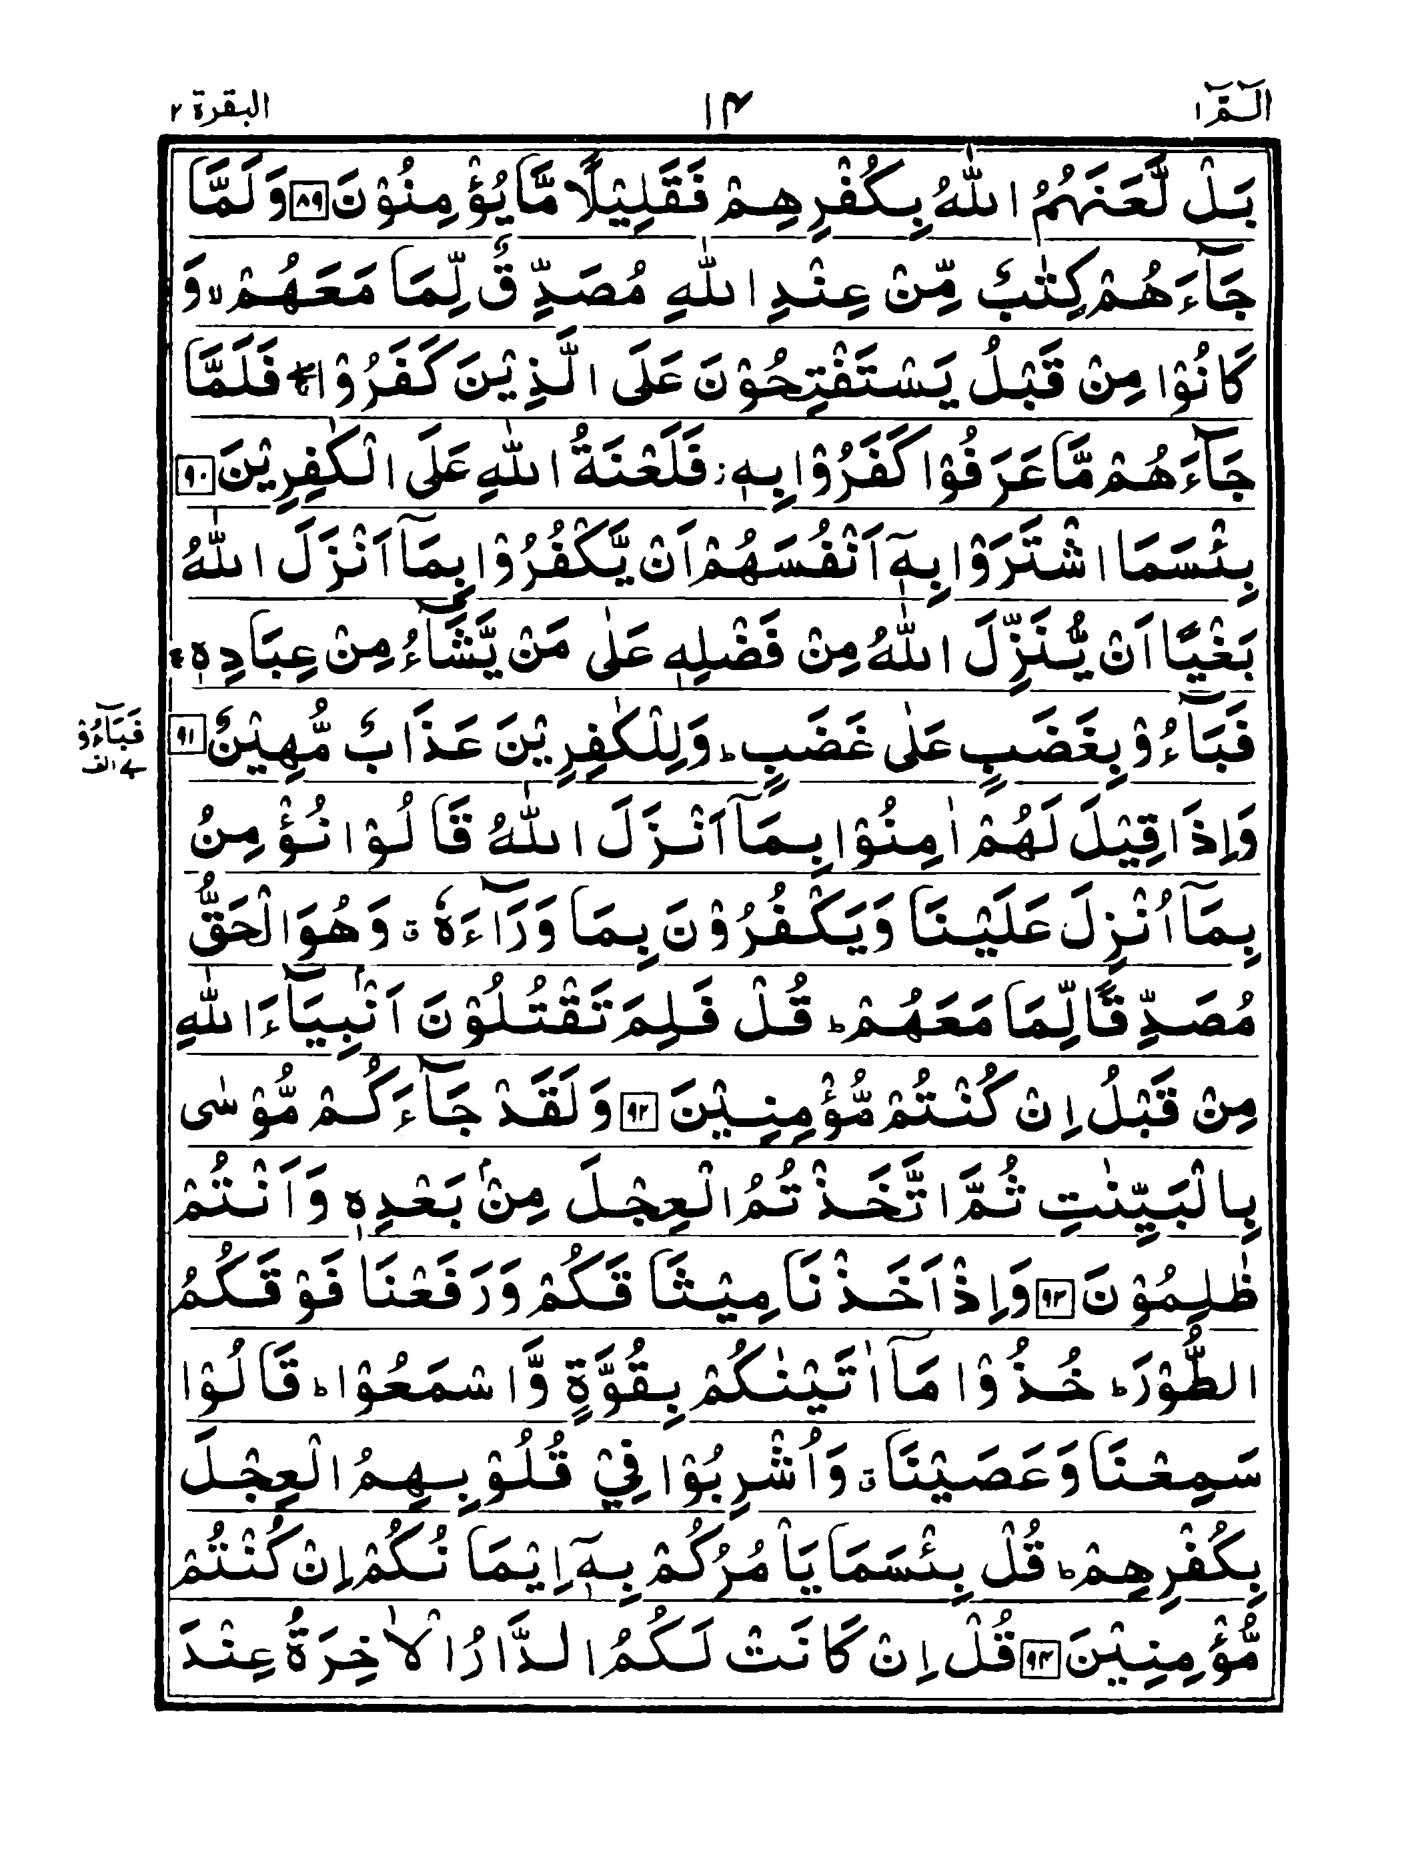 الٓمّٓ ١
١٤
البقرة ٢
بَلْ لَّعَنَهُمُ اللّٰهُ بِكُفْرِهِمْ فَقَلِيْلًا مَّا يُؤْمِنُوْنَ ٨٩ وَلَمَّا
جَآءَهُمْ كِتٰبٌ مِّنْ عِنْدِ اللّٰهِ مُصَدِّقٌ لِّمَا مَعَهُمْ ۙ وَ
كَانُوْا مِنْ قَبْلُ يَسْتَفْتِحُوْنَ عَلَى الَّذِيْنَ كَفَرُوْا ۚ فَلَمَّا
جَآءَهُمْ مَّا عَرَفُوْا كَفَرُوْا بِهٖ ز فَلَعْنَةُ اللّٰهِ عَلَى الْكٰفِرِيْنَ ٩٠
بِئْسَمَا اشْتَرَوْا بِهٖٓ اَنْفُسَهُمْ اَنْ يَّكْفُرُوْا بِمَآ اَنْزَلَ اللّٰهُ
بَغْيًا اَنْ يُّنَزِّلَ اللّٰهُ مِنْ فَضْلِهٖ عَلٰى مَنْ يَّشَآءُ مِنْ عِبَادِهٖ ۚ
فَبَآءُوْ بِغَضَبٍ عَلٰى غَضَبٍ ؕ وَلِلْكٰفِرِيْنَ عَذَابٌ مُّهِيْنٌ ٩١
فَبَآءُوْ بے الف
وَاِذَا قِيْلَ لَهُمْ اٰمِنُوْا بِمَآ اَنْزَلَ اللّٰهُ قَالُوْا نُؤْمِنُ
بِمَآ اُنْزِلَ عَلَيْنَا وَيَكْفُرُوْنَ بِمَا وَرَآءَهٗ ق وَهُوَ الْحَقُّ
مُصَدِّقًا لِّمَا مَعَهُمْ ؕ قُلْ فَلِمَ تَقْتُلُوْنَ اَنْۢبِيَآءَ اللّٰهِ
مِنْ قَبْلُ اِنْ كُنْتُمْ مُّؤْمِنِيْنَ ٩٢ وَلَقَدْ جَآءَكُمْ مُّوْسٰى
بِالْبَيِّنٰتِ ثُمَّ اتَّخَذْتُمُ الْعِجْلَ مِنْۢ بَعْدِهٖ وَاَنْتُمْ
ظٰلِمُوْنَ ٩٣ وَاِذْ اَخَذْنَا مِيْثَاقَكُمْ وَرَفَعْنَا فَوْقَكُمُ
الطُّوْرَ ؕ خُذُوْا مَآ اٰتَيْنٰكُمْ بِقُوَّةٍ وَّاسْمَعُوْا ؕ قَالُوْا
سَمِعْنَا وَعَصَيْنَا ق وَاُشْرِبُوْا فِيْ قُلُوْبِهِمُ الْعِجْلَ
بِكُفْرِهِمْ ؕ قُلْ بِئْسَمَا يَاْمُرُكُمْ بِهٖٓ اِيْمَانُكُمْ اِنْ كُنْتُمْ
مُّؤْمِنِيْنَ ٩٤ قُلْ اِنْ كَانَتْ لَكُمُ الدَّارُ الْاٰخِرَةُ عِنْدَ